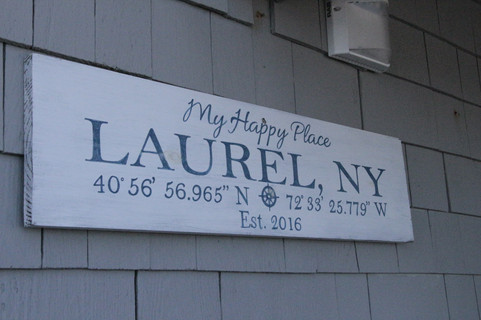 My Happy Place
LAUREL, NY
40° 56' 56.965" N 72° 33' 25.779" W
Est. 2016